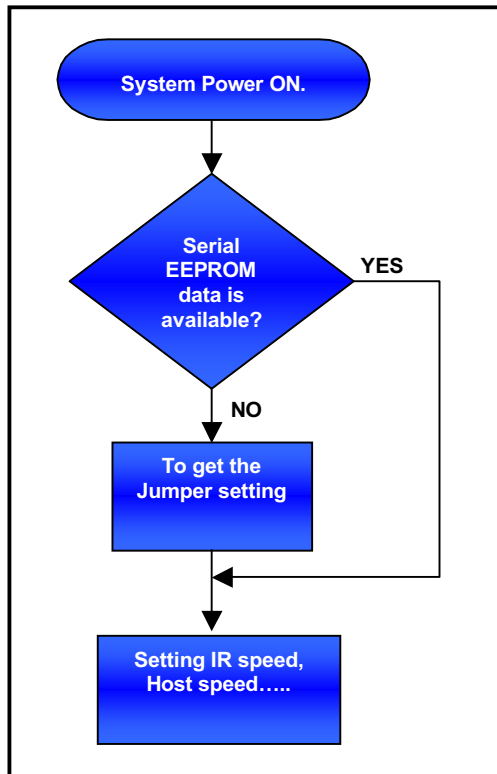 System Power ON.
Serial
EEPROM
data is
available?
YES
NO
To get the
Jumper setting
Setting IR speed,
Host speed…..